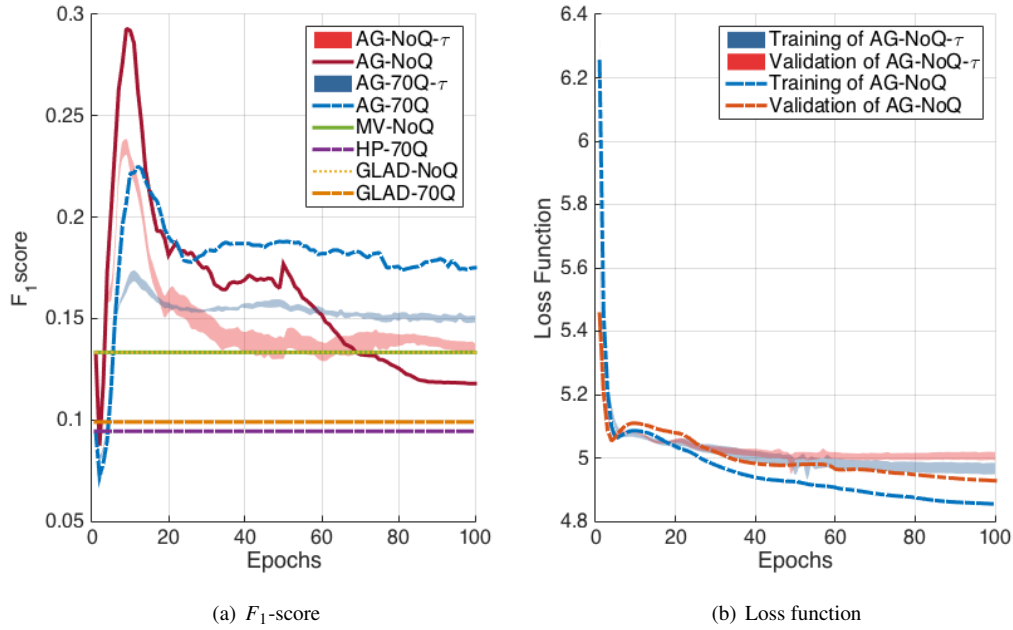 0.3
0.25
0.2
0.15
0.1
0.05
F1 score
0
20
40
60
80
100
Epochs
AG-NoQ-τ
AG-NoQ
AG-70Q-τ
AG-70Q
MV-NoQ
HP-70Q
GLAD-NoQ
GLAD-70Q
(a) F1-score
6.4
6.2
6
5.8
5.6
5.4
5.2
5
4.8
Loss Function
0
20
40
60
80
100
Epochs
Training of AG-NoQ-τ
Validation of AG-NoQ-τ
Training of AG-NoQ
Validation of AG-NoQ
(b) Loss function